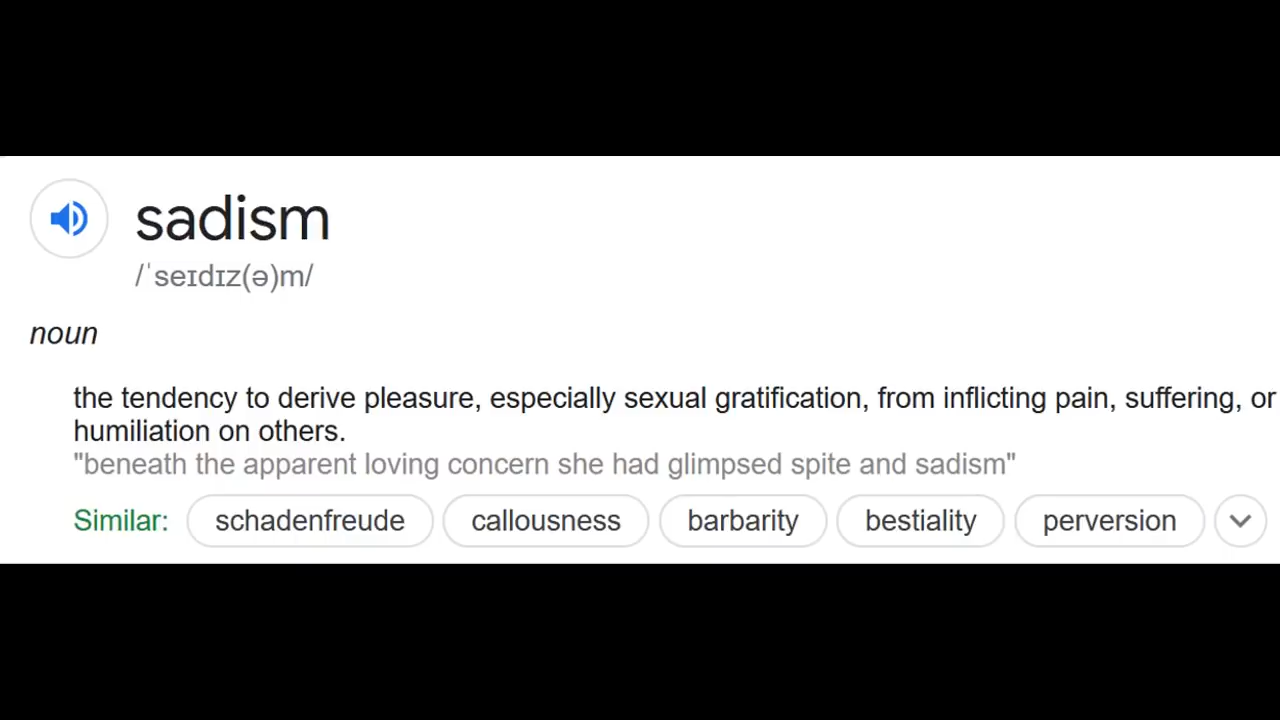 sadism
/ˈseɪdɪz(ə)m/
noun
the tendency to derive pleasure, especially sexual gratification, from inflicting pain, suffering, or
humiliation on others.
"beneath the apparent loving concern she had glimpsed spite and sadism"
Similar: schadenfreude callousness barbarity bestiality perversion